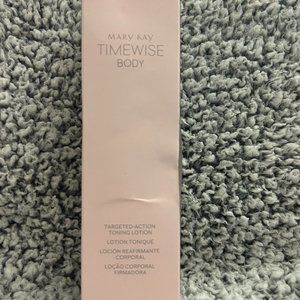 MARY KAY
TIMEWISE
BODY
TARGETED-ACTION
TONING LOTION
LOTION TONIQUE
LOCIÓN REAFIRMANTE
CORPORAL
LOÇÃO CORPORAL
FIRMADORA